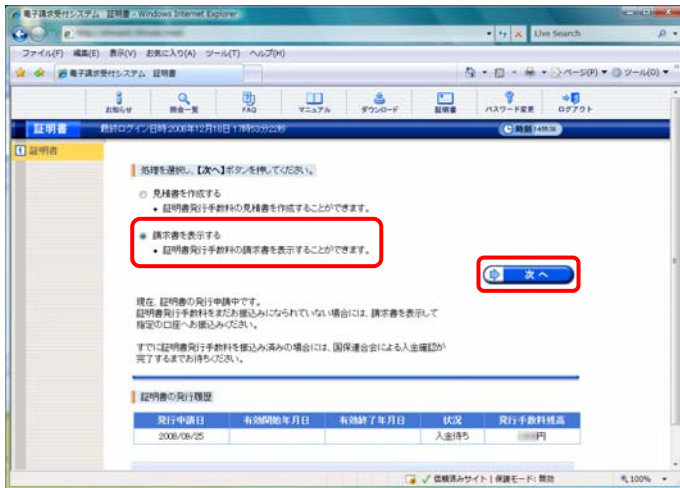 電子請求受付システム 証明書 - Windows Internet Explorer
Live Search
ファイル(F) 編集(E) 表示(V) お気に入り(A) ツール(T) ヘルプ(H)
電子請求受付システム 証明書
ページ(P) ツール(O)
お知らせ 照会一覧 FAQ マニュアル ダウンロード 証明書 パスワード変更 ログアウト
証明書 最終ログイン日時 2008年12月18日 17時53分22秒 時刻
1 証明書
処理を選択し、【次へ】ボタンを押してください。
見積書を作成する
• 証明書発行手数料の見積書を作成することができます。
請求書を表示する
• 証明書発行手数料の請求書を表示することができます。
次 へ
現在、証明書の発行申請中です。
証明書発行手数料をまだお振込みになられていない場合には、請求書を表示して
指定の口座へお振込みください。
すでに証明書発行手数料を振込み済みの場合には、国保連合会による入金確認が
完了するまでお待ちください。
証明書の発行履歴
発行申請日 有効開始年月日 有効終了年月日 状況 発行手数料残高
2008/09/25 入金待ち 円
信頼済みサイト | 保護モード: 無効 100%